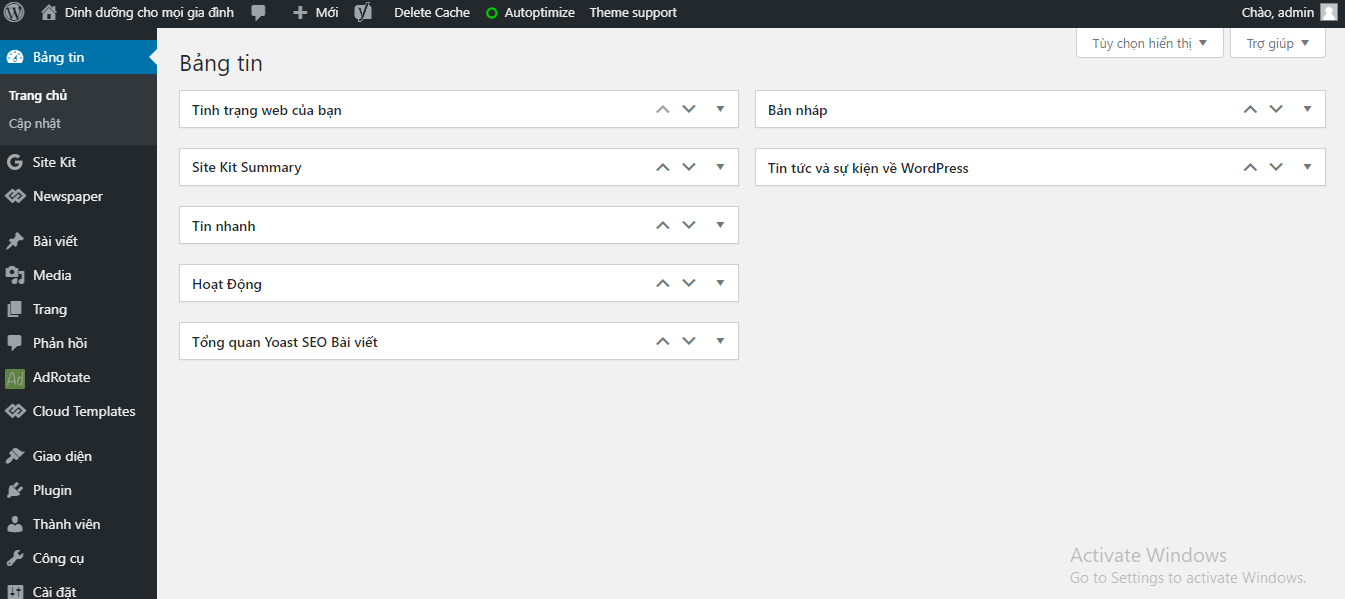 Dinh dưỡng cho mọi gia đình Mới Delete Cache Autoptimize Theme support Chào, admin
Tùy chọn hiển thị Trợ giúp
Bảng tin
Trang chủ
Cập nhật
Site Kit
Newspaper
Bài viết
Media
Trang
Phản hồi
Ad AdRotate
Cloud Templates
Giao diện
Plugin
Thành viên
Công cụ
Cài đặt
Bảng tin
Tình trạng web của bạn
Site Kit Summary
Tin nhanh
Hoạt Động
Tổng quan Yoast SEO Bài viết
Bản nháp
Tin tức và sự kiện về WordPress
Activate Windows
Go to Settings to activate Windows.